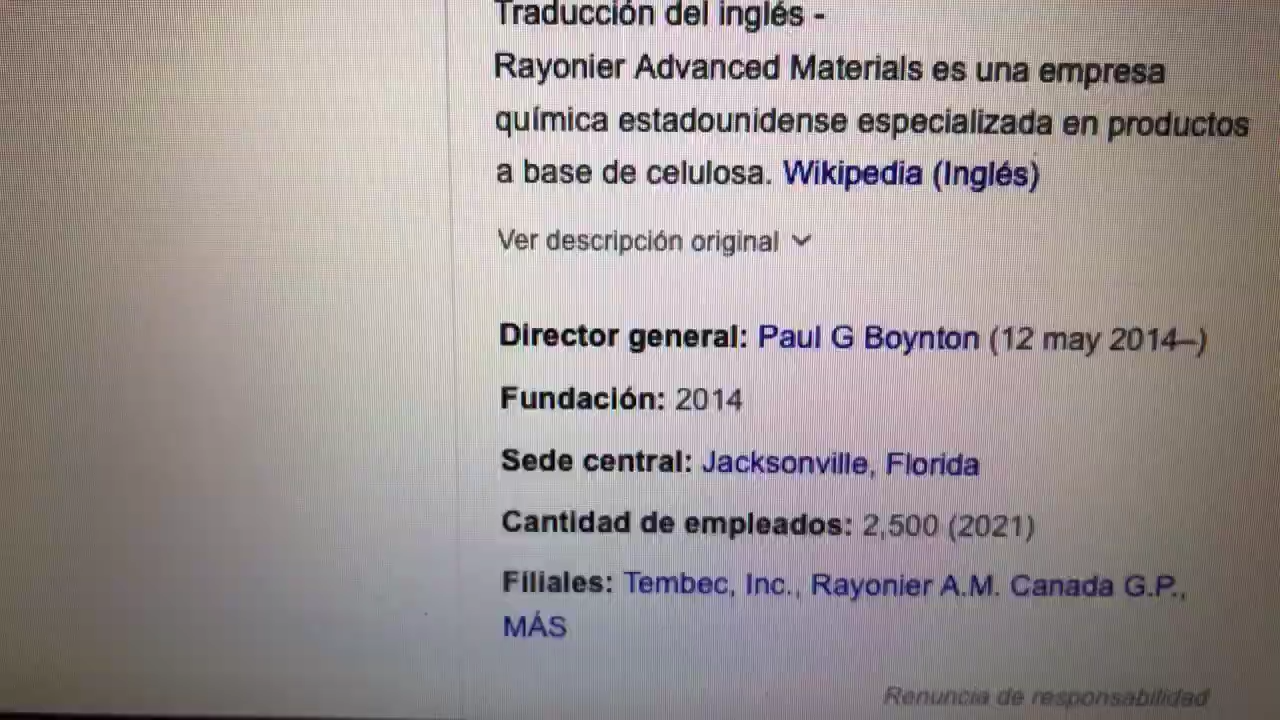 Traducción del inglés -
Rayonier Advanced Materials es una empresa
química estadounidense especializada en productos
a base de celulosa. Wikipedia (Inglés)
Ver descripción original
Director general: Paul G Boynton (12 may 2014–)
Fundación: 2014
Sede central: Jacksonville, Florida
Cantidad de empleados: 2,500 (2021)
Filiales: Tembec, Inc., Rayonier A.M. Canada G.P.,
MÁS
Renuncia de responsabilidad